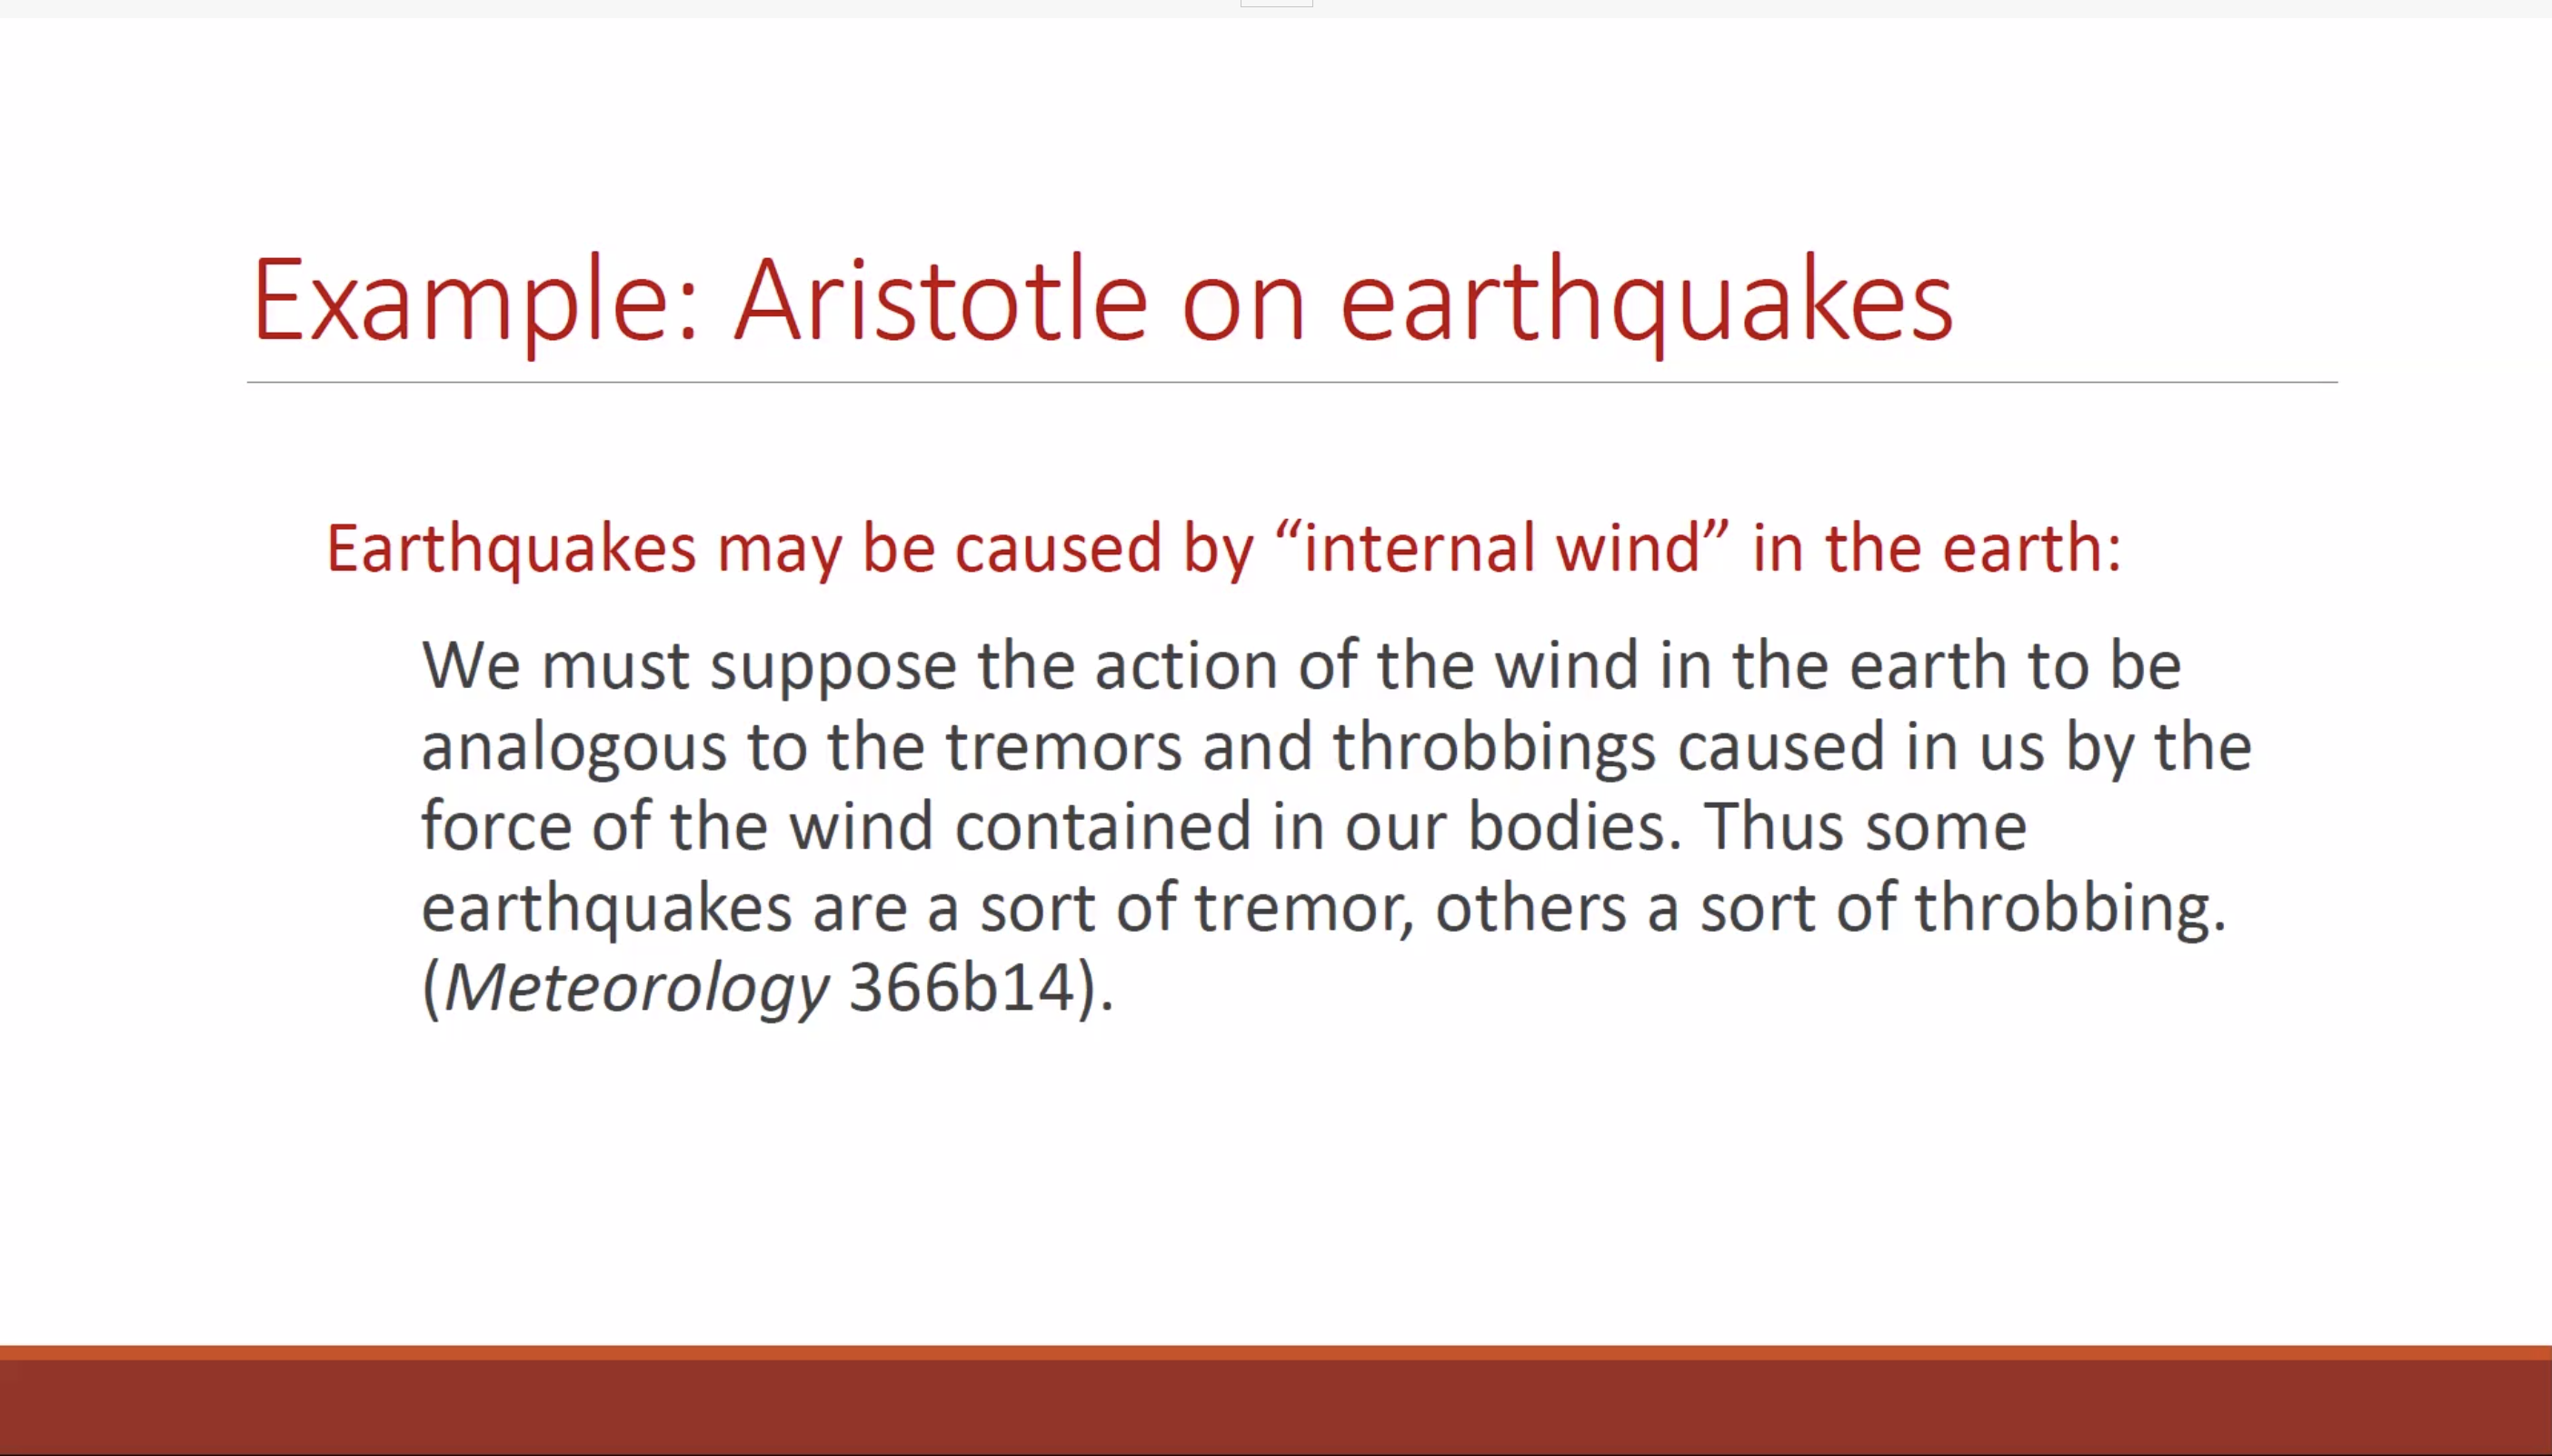 Example: Aristotle on earthquakes
Earthquakes may be caused by “internal wind” in the earth:
We must suppose the action of the wind in the earth to be
analogous to the tremors and throbbings caused in us by the
force of the wind contained in our bodies. Thus some
earthquakes are a sort of tremor, others a sort of throbbing.
(Meteorology 366b14).